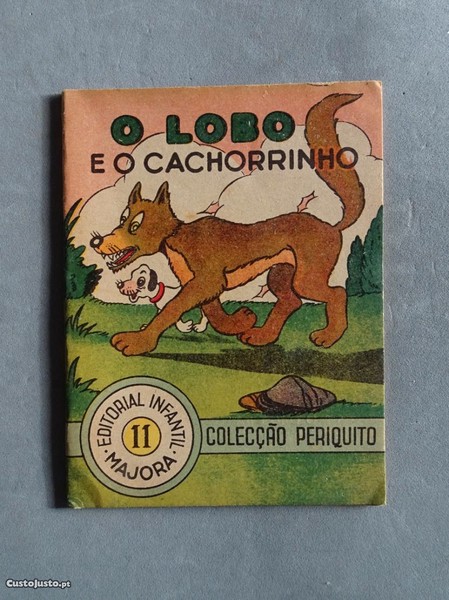 O LOBO
E O CACHORRINHO
EDITORIAL INFANTIL
11
· MAJORA ·
COLECÇÃO PERIQUITO
CustoJusto.pt